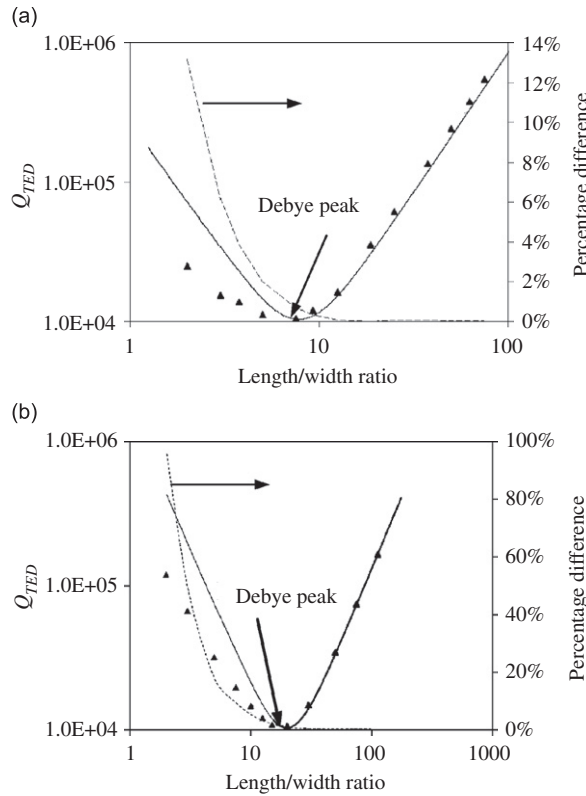 (a)
1.0E+06
1.0E+05
1.0E+04
Q_TED
14%
12%
10%
8%
6%
4%
2%
0%
Percentage difference
Debye peak
1
10
100
Length/width ratio
(b)
1.0E+06
1.0E+05
1.0E+04
Q_TED
100%
80%
60%
40%
20%
0%
Percentage difference
Debye peak
1
10
100
1000
Length/width ratio